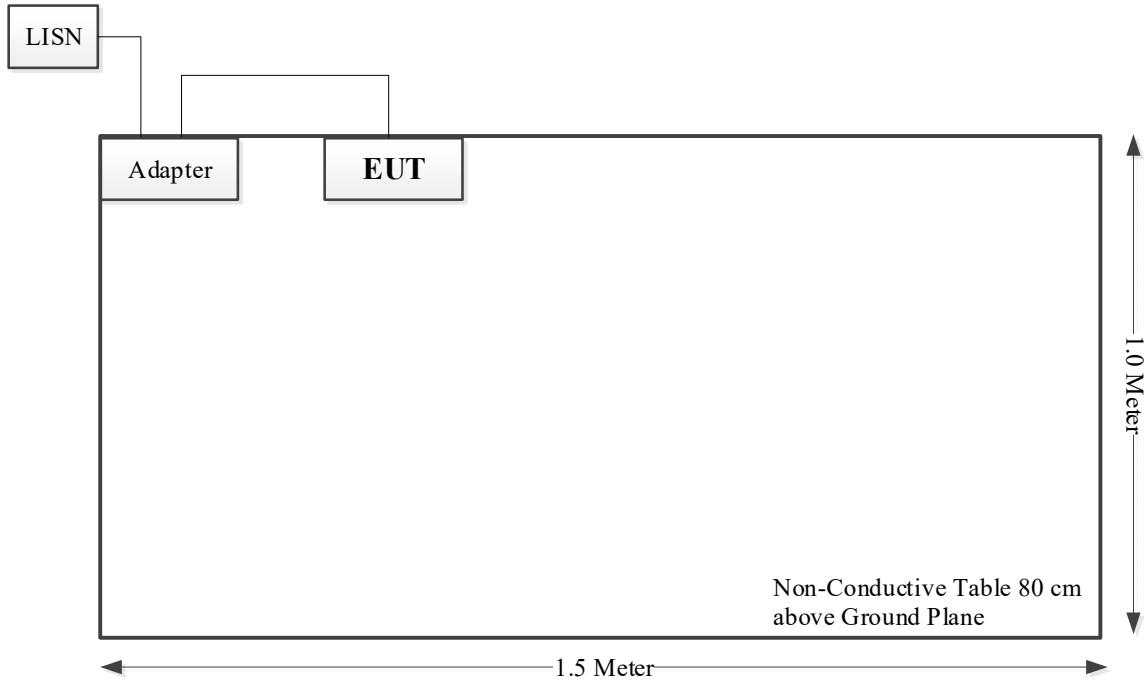 LISN
Adapter
EUT
1.0 Meter
Non-Conductive Table 80 cm
above Ground Plane
1.5 Meter